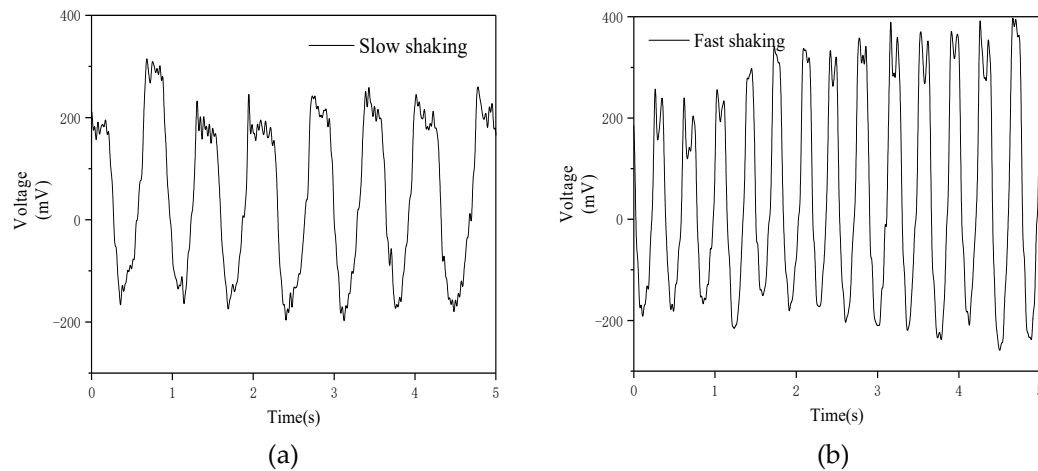 400
200
0
-200
Voltage
(mV)
Slow shaking
0 1 2 3 4 5
Time(s)
(a)
400
200
0
-200
Voltage
(mV)
Fast shaking
0 1 2 3 4 5
Time(s)
(b)